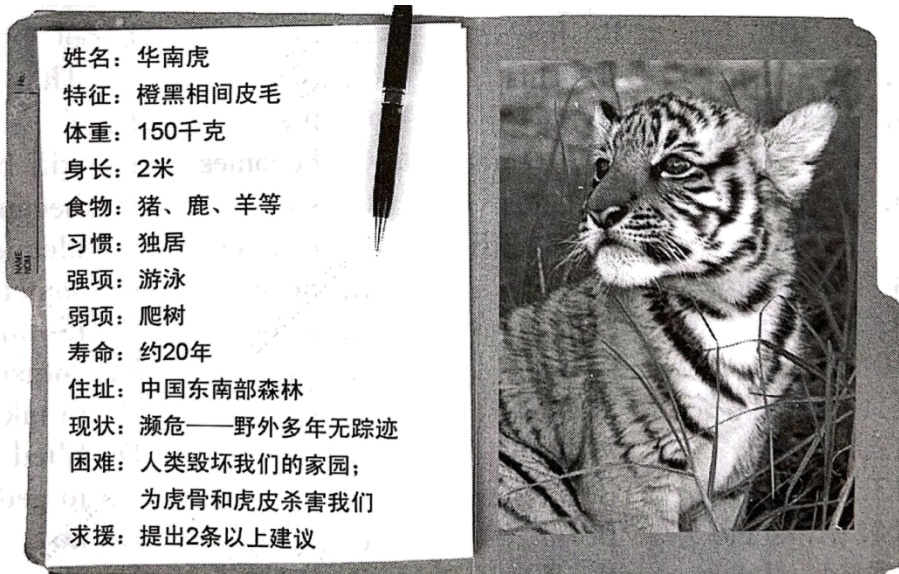 姓名：华南虎
特征：橙黑相间皮毛
体重：150千克
身长：2米
食物：猪、鹿、羊等
习惯：独居
强项：游泳
弱项：爬树
寿命：约20年
住址：中国东南部森林
现状：濒危——野外多年无踪迹
困难：人类毁坏我们的家园；
为虎骨和虎皮杀害我们
求援：提出2条以上建议
No.
NAME